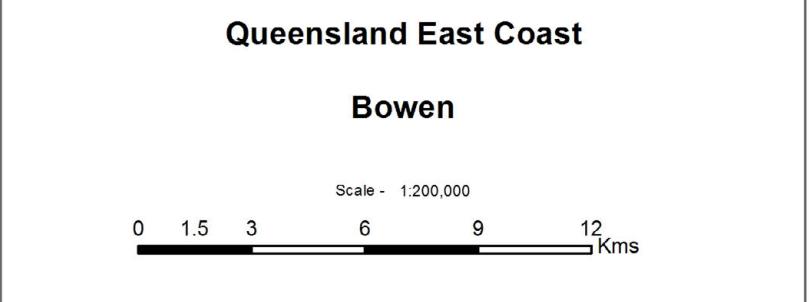 Queensland East Coast
Bowen
Scale - 1:200,000
0 1.5 3 6 9 12
Kms